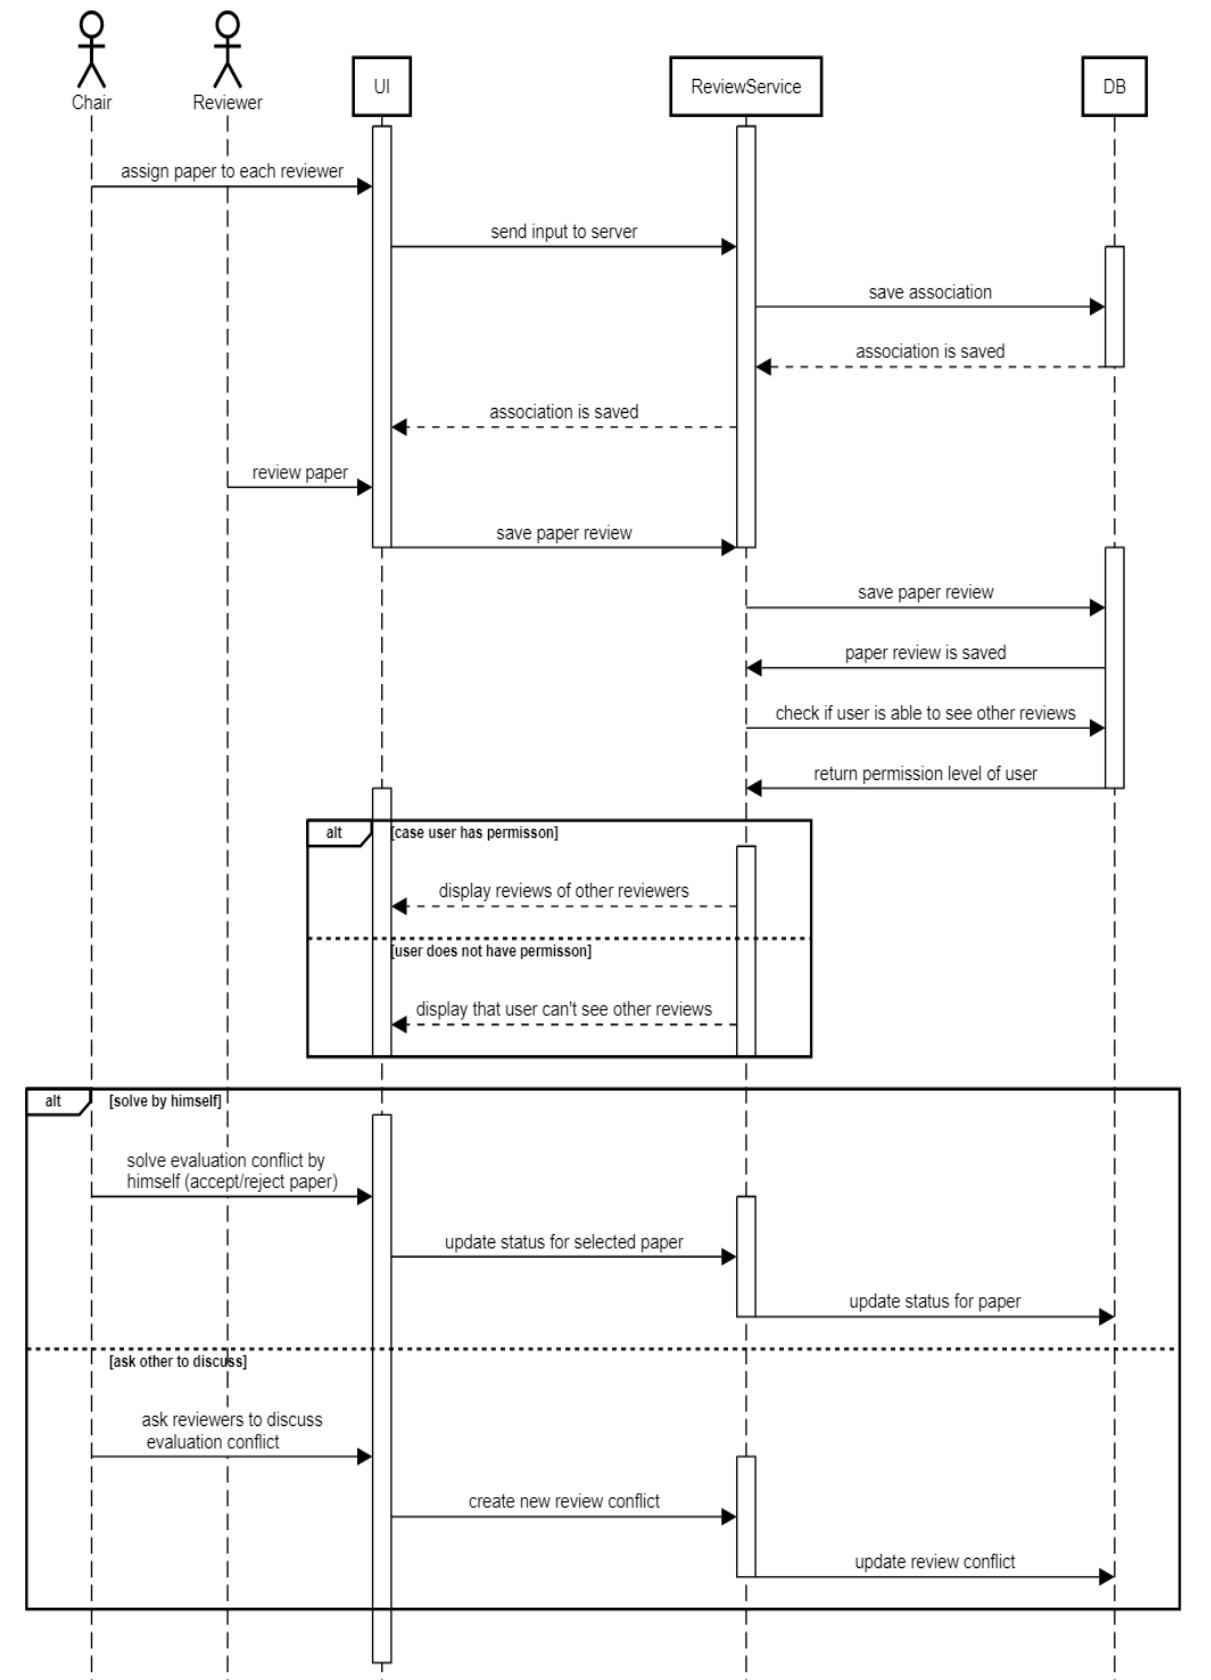 Chair
Reviewer
UI
ReviewService
DB
assign paper to each reviewer
send input to server
save association
association is saved
association is saved
review paper
save paper review
save paper review
paper review is saved
check if user is able to see other reviews
return permission level of user
alt
[case user has permisson]
display reviews of other reviewers
[user does not have permisson]
display that user can't see other reviews
alt
[solve by himself]
solve evaluation conflict by
himself (accept/reject paper)
update status for selected paper
update status for paper
[ask other to discuss]
ask reviewers to discuss
evaluation conflict
create new review conflict
update review conflict